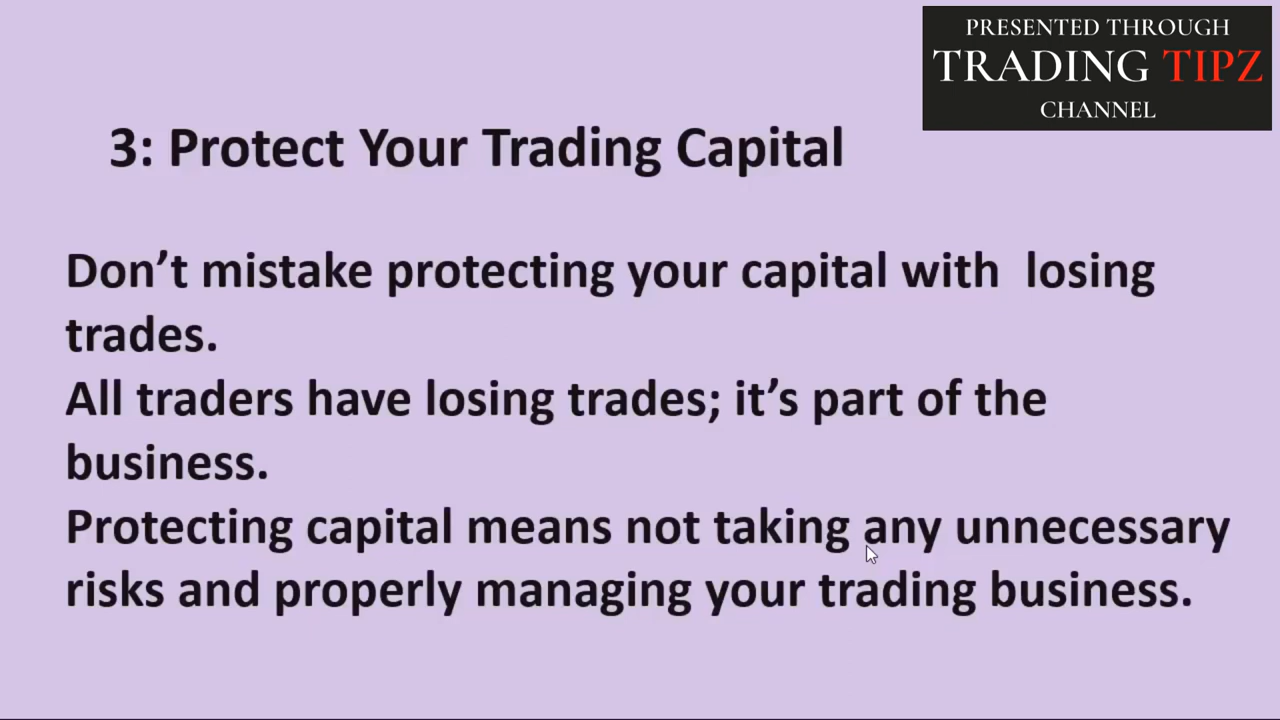 PRESENTED THROUGH
TRADING TIPZ
CHANNEL
3: Protect Your Trading Capital
Don’t mistake protecting your capital with  losing
trades.
All traders have losing trades; it’s part of the
business.
Protecting capital means not taking any unnecessary
risks and properly managing your trading business.